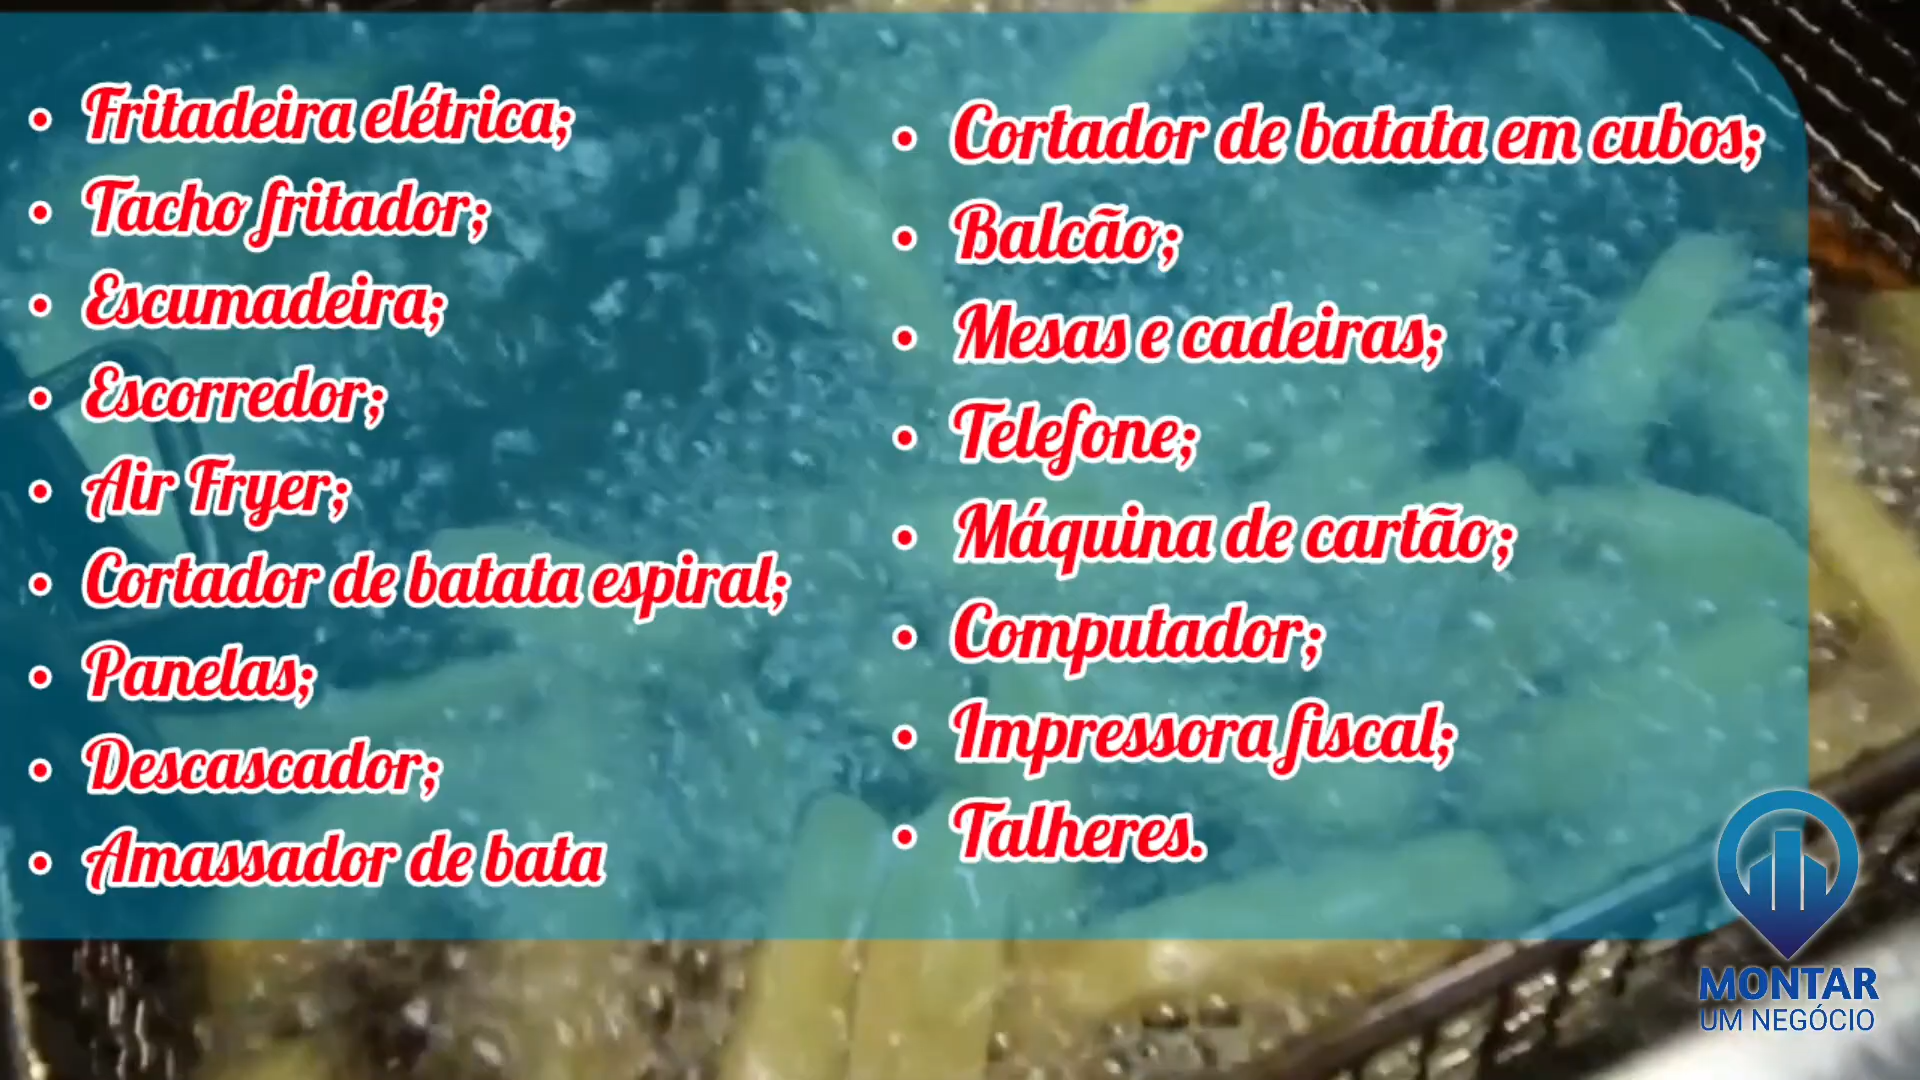 • Fritadeira elétrica;
• Tacho fritador;
• Escumadeira;
• Escorredor;
• Air Fryer;
• Cortador de batata espiral;
• Panelas;
• Descascador;
• Amassador de bata
• Cortador de batata em cubos;
• Balcão;
• Mesas e cadeiras;
• Telefone;
• Máquina de cartão;
• Computador;
• Impressora fiscal;
• Talheres.
MONTAR
UM NEGÓCIO